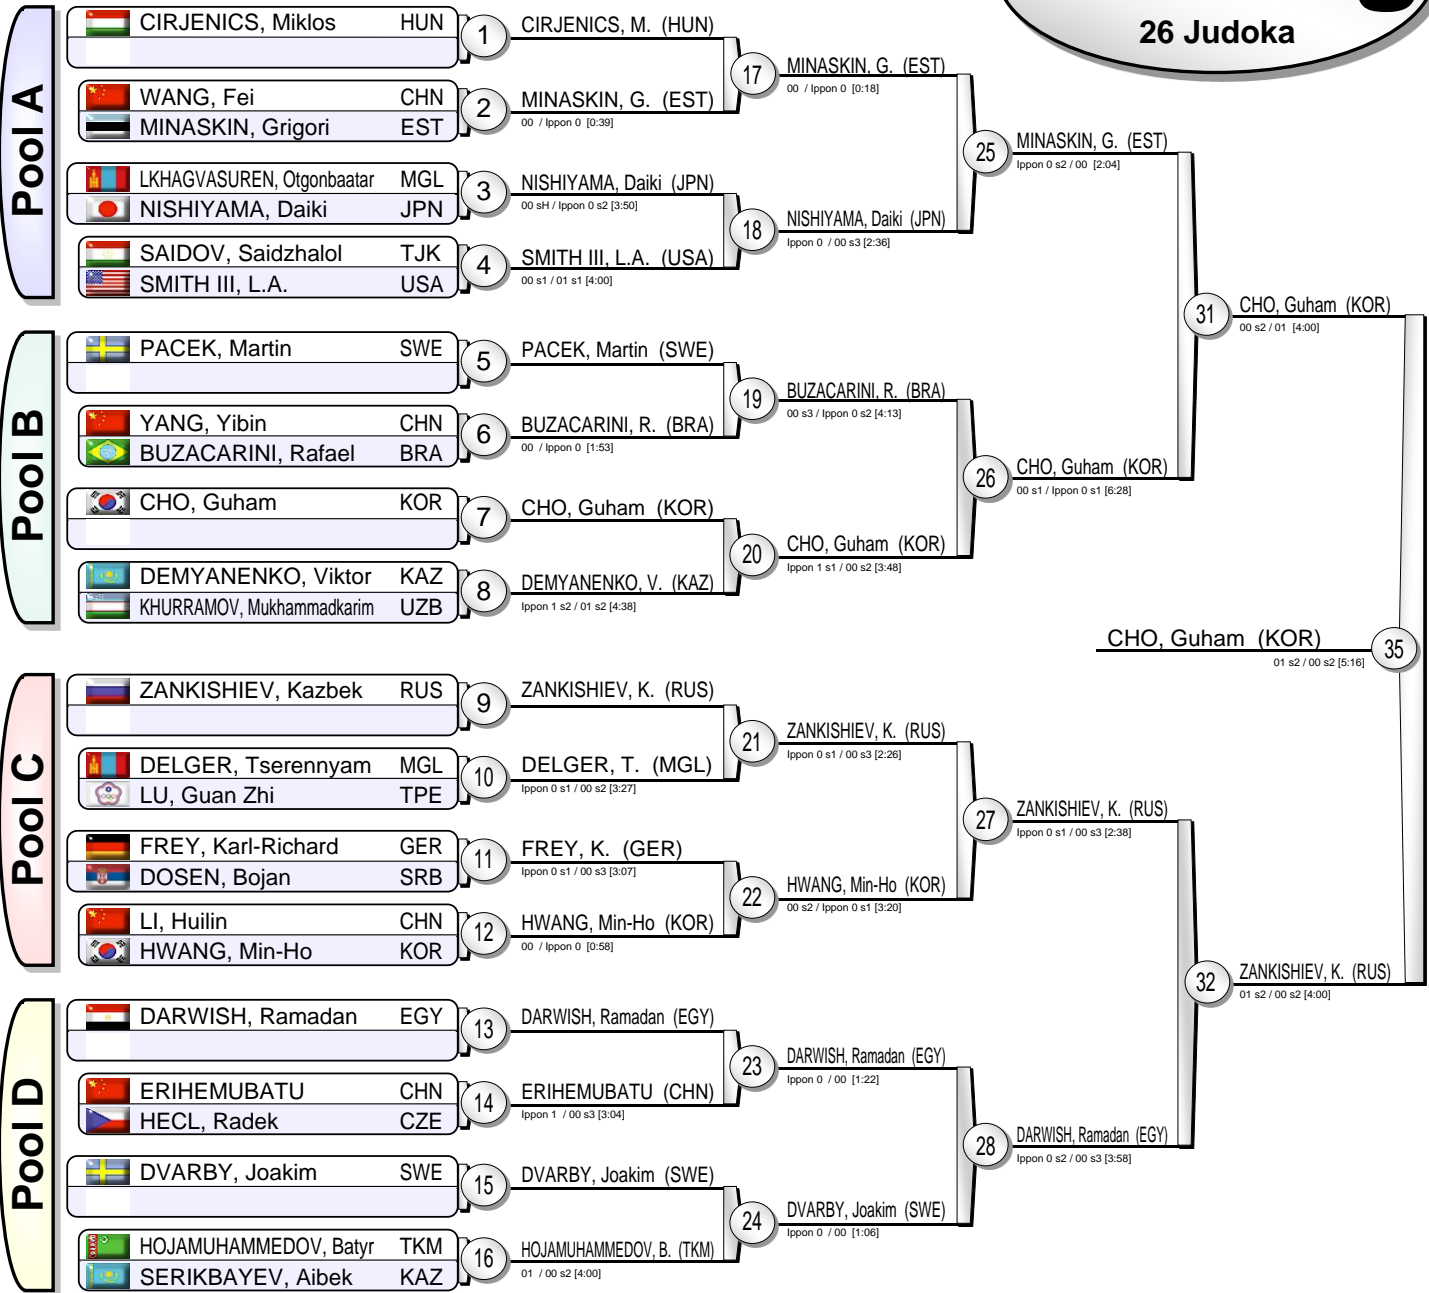 26 Judoka
Pool A
CIRJENICS, Miklos HUN
1
WANG, Fei CHN
MINASKIN, Grigori EST
2
LKHAGVASUREN, Otgonbaatar MGL
NISHIYAMA, Daiki JPN
3
SAIDOV, Saidzhalol TJK
SMITH III, L.A. USA
4
CIRJENICS, M. (HUN)
MINASKIN, G. (EST)
00 / Ippon 0 [0:39]
NISHIYAMA, Daiki (JPN)
00 sH / Ippon 0 s2 [3:50]
SMITH III, L.A. (USA)
00 s1 / 01 s1 [4:00]
17
MINASKIN, G. (EST)
00 / Ippon 0 [0:18]
18
NISHIYAMA, Daiki (JPN)
Ippon 0 / 00 s3 [2:36]
25
MINASKIN, G. (EST)
Ippon 0 s2 / 00 [2:04]
Pool B
PACEK, Martin SWE
5
YANG, Yibin CHN
BUZACARINI, Rafael BRA
6
CHO, Guham KOR
7
DEMYANENKO, Viktor KAZ
KHURRAMOV, Mukhammadkarim UZB
8
PACEK, Martin (SWE)
BUZACARINI, R. (BRA)
00 / Ippon 0 [1:53]
CHO, Guham (KOR)
DEMYANENKO, V. (KAZ)
Ippon 1 s2 / 01 s2 [4:38]
19
BUZACARINI, R. (BRA)
00 s3 / Ippon 0 s2 [4:13]
20
CHO, Guham (KOR)
Ippon 1 s1 / 00 s2 [3:48]
26
CHO, Guham (KOR)
00 s1 / Ippon 0 s1 [6:28]
31
CHO, Guham (KOR)
00 s2 / 01 [4:00]
CHO, Guham (KOR)
01 s2 / 00 s2 [5:16]
35
Pool C
ZANKISHIEV, Kazbek RUS
9
DELGER, Tserennyam MGL
LU, Guan Zhi TPE
10
FREY, Karl-Richard GER
DOSEN, Bojan SRB
11
LI, Huilin CHN
HWANG, Min-Ho KOR
12
ZANKISHIEV, K. (RUS)
DELGER, T. (MGL)
Ippon 0 s1 / 00 s2 [3:27]
FREY, K. (GER)
Ippon 0 s1 / 00 s3 [3:07]
HWANG, Min-Ho (KOR)
00 / Ippon 0 [0:58]
21
ZANKISHIEV, K. (RUS)
Ippon 0 s1 / 00 s3 [2:26]
22
HWANG, Min-Ho (KOR)
00 s2 / Ippon 0 s1 [3:20]
27
ZANKISHIEV, K. (RUS)
Ippon 0 s1 / 00 s3 [2:38]
Pool D
DARWISH, Ramadan EGY
13
ERIHEMUBATU CHN
HECL, Radek CZE
14
DVARBY, Joakim SWE
15
HOJAMUHAMMEDOV, Batyr TKM
SERIKBAYEV, Aibek KAZ
16
DARWISH, Ramadan (EGY)
ERIHEMUBATU (CHN)
Ippon 1 / 00 s3 [3:04]
DVARBY, Joakim (SWE)
HOJAMUHAMMEDOV, B. (TKM)
01 / 00 s2 [4:00]
23
DARWISH, Ramadan (EGY)
Ippon 0 / 00 [1:22]
24
DVARBY, Joakim (SWE)
Ippon 0 / 00 [1:06]
28
DARWISH, Ramadan (EGY)
Ippon 0 s2 / 00 s3 [3:58]
32
ZANKISHIEV, K. (RUS)
01 s2 / 00 s2 [4:00]